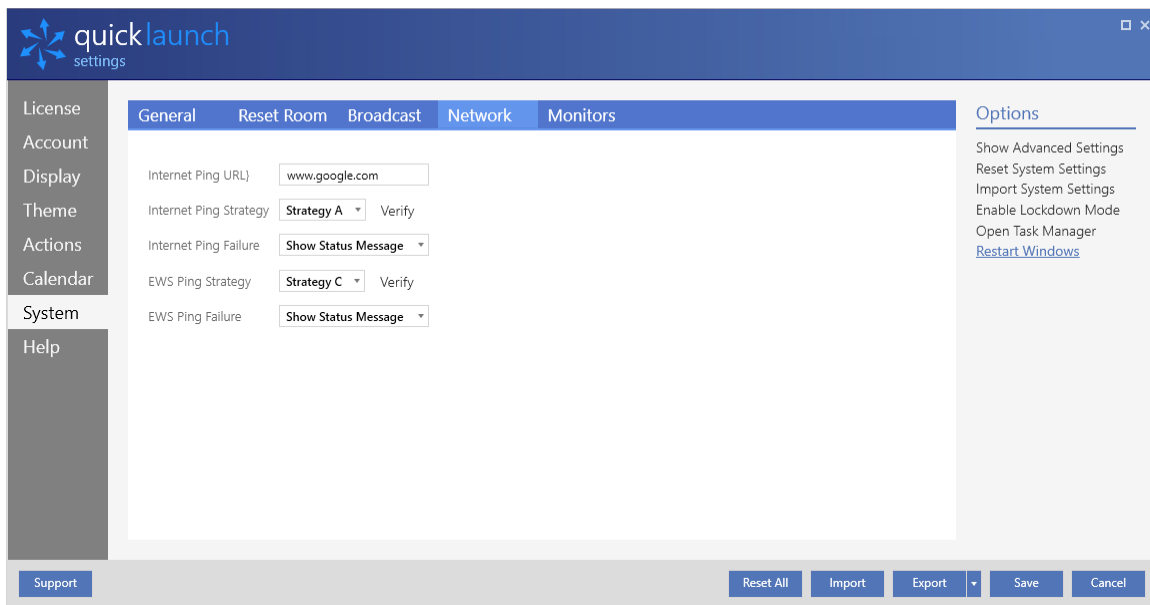 quicklaunch
settings
License
Account
Display
Theme
Actions
Calendar
System
Help
General Reset Room Broadcast Network Monitors
Internet Ping URL} www.google.com
Internet Ping Strategy Strategy A Verify
Internet Ping Failure Show Status Message
EWS Ping Strategy Strategy C Verify
EWS Ping Failure Show Status Message
Options
Show Advanced Settings
Reset System Settings
Import System Settings
Enable Lockdown Mode
Open Task Manager
Restart Windows
Support Reset All Import Export Save Cancel